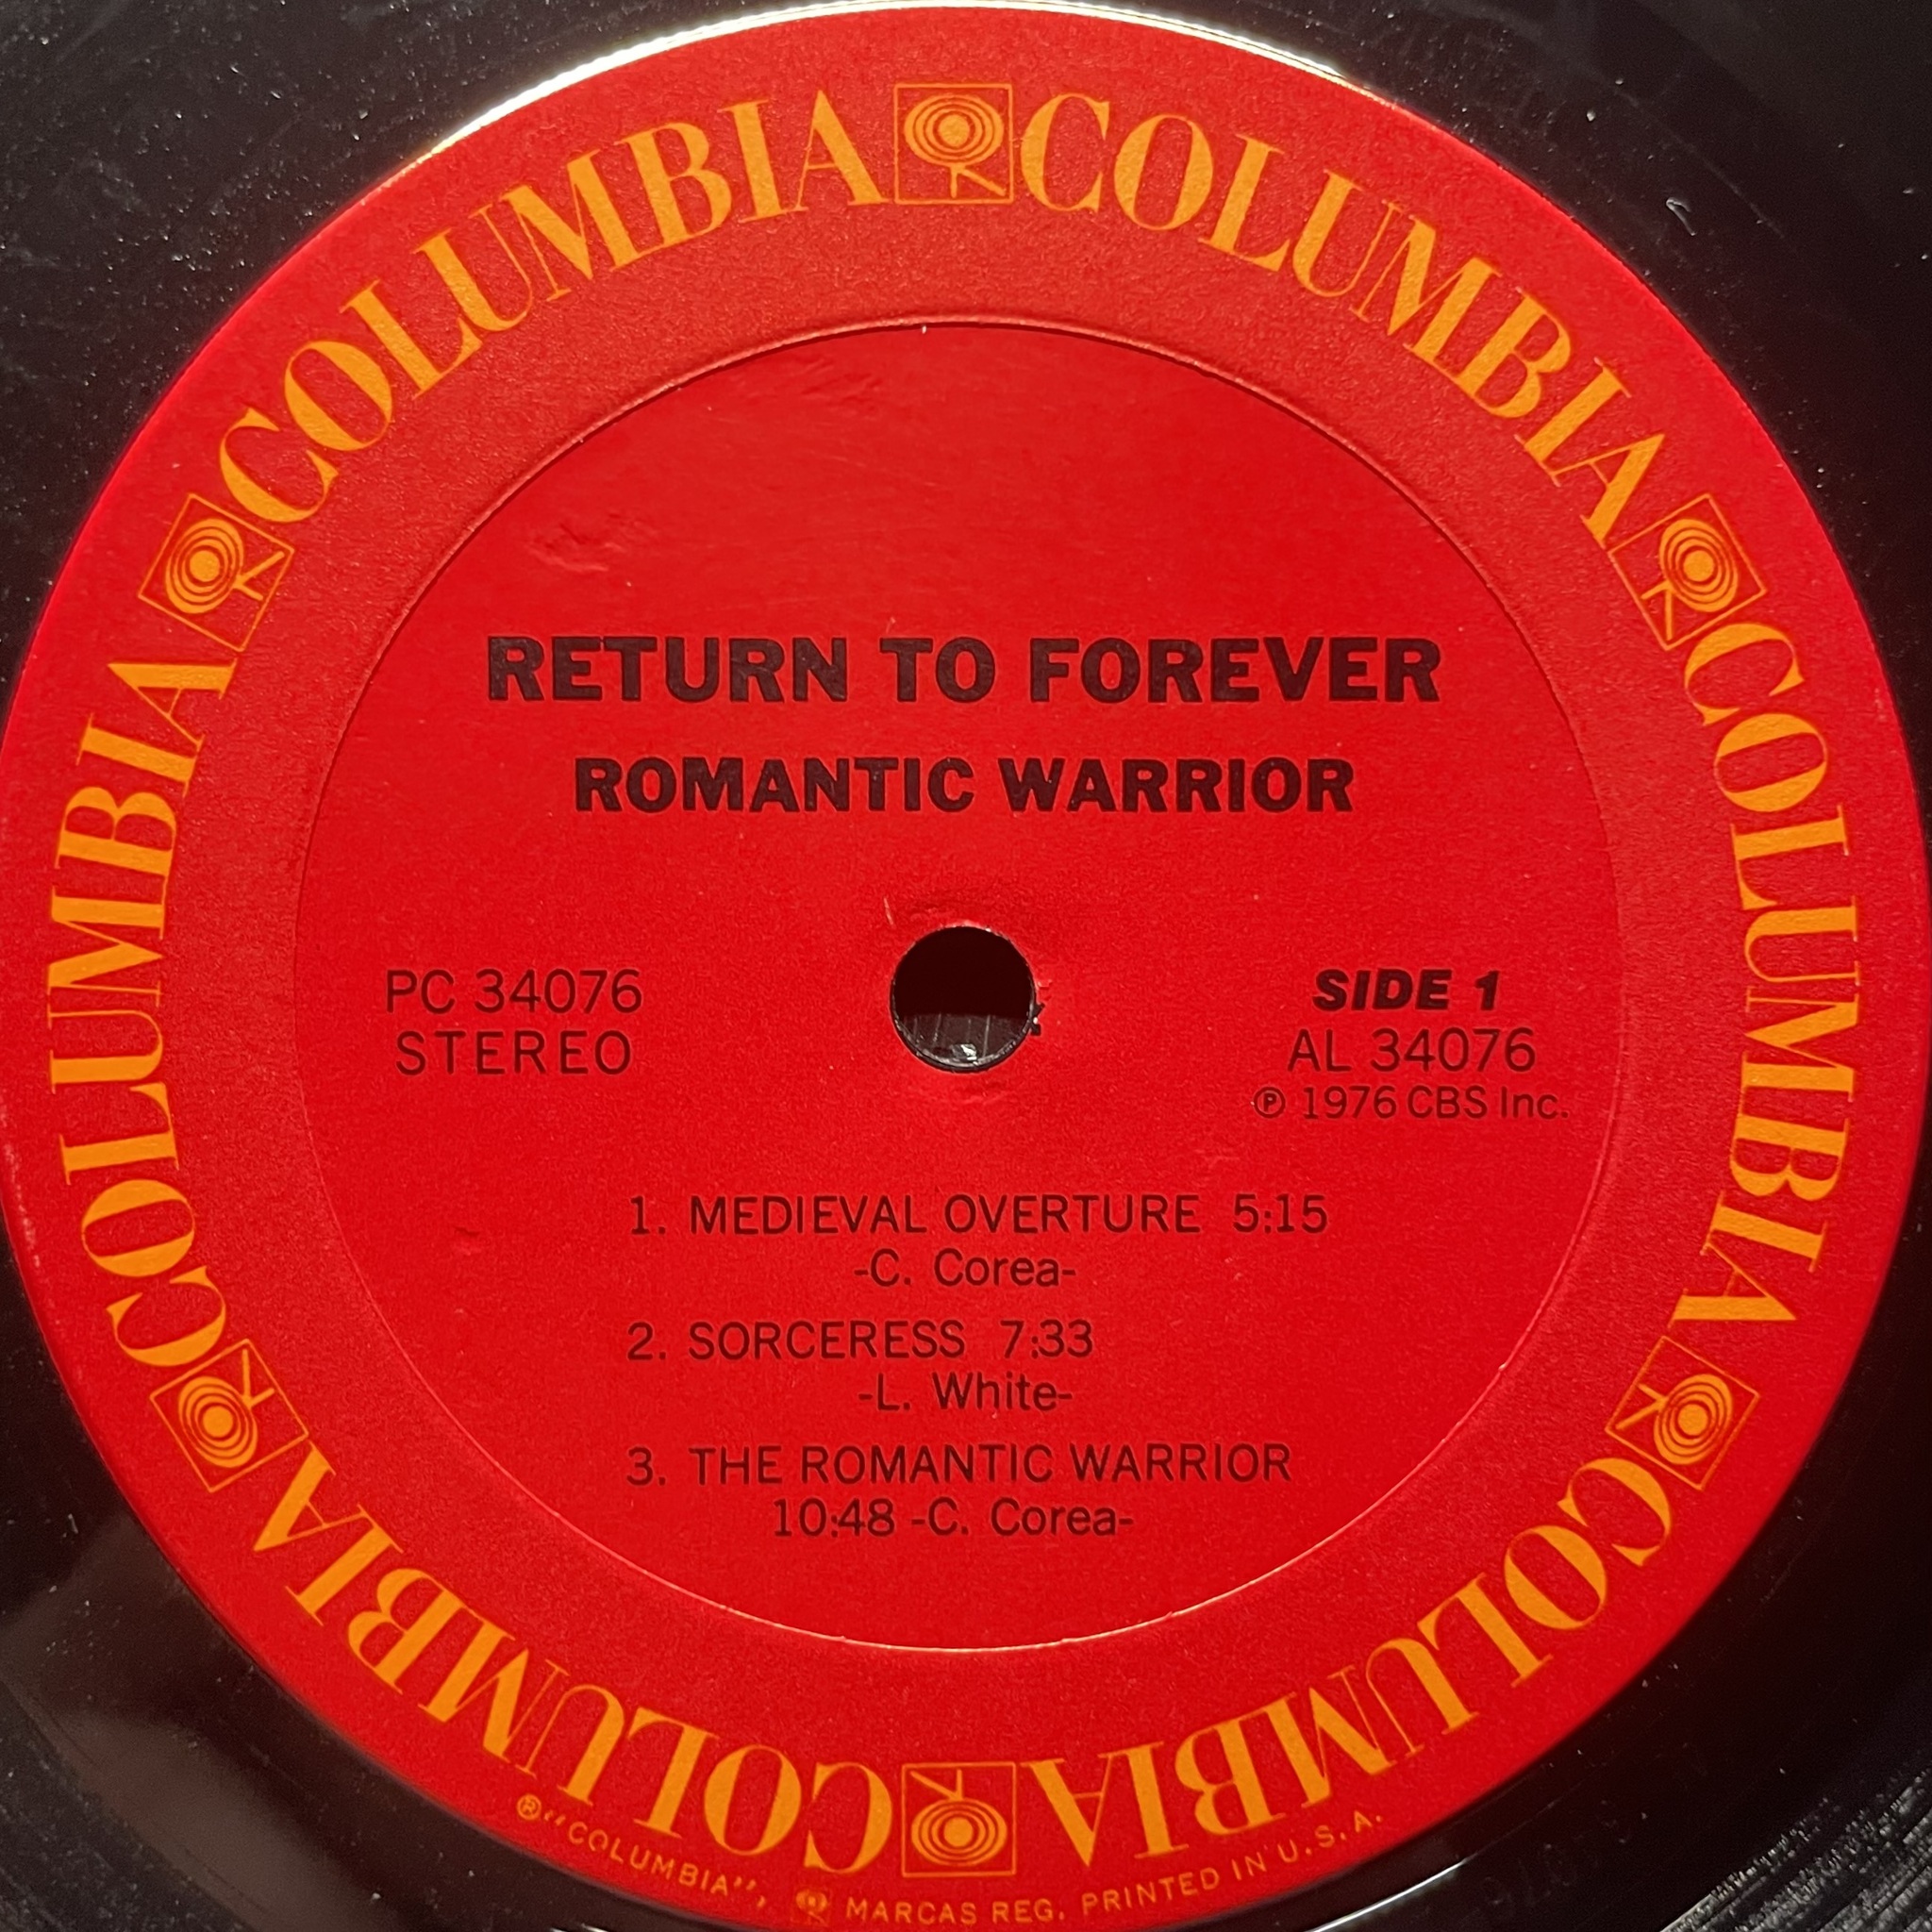 COLUMBIA COLUMBIA COLUMBIA COLUMBIA COLUMBIA COLUMBIA
RETURN TO FOREVER
ROMANTIC WARRIOR
PC 34076
STEREO
SIDE 1
AL 34076
℗ 1976 CBS Inc.
1. MEDIEVAL OVERTURE 5:15
-C. Corea-
2. SORCERESS 7:33
-L. White-
3. THE ROMANTIC WARRIOR
10:48 -C. Corea-
®"COLUMBIA", MARCAS REG. PRINTED IN U.S.A.